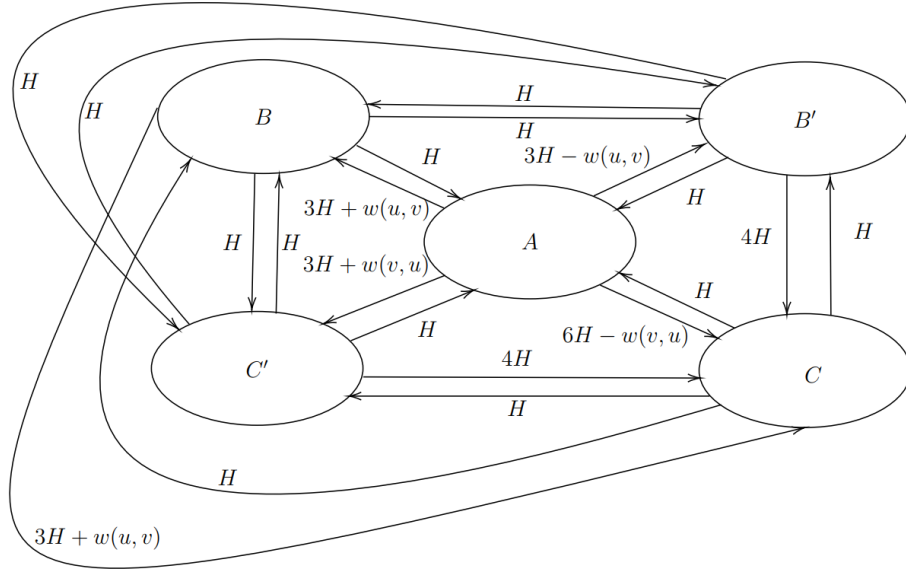 H
H
B
H
H
B′
H
3H − w(u, v)
H
3H + w(u, v)
A
H
H
4H
H
3H + w(v, u)
H
H
6H − w(v, u)
C′
4H
C
H
H
3H + w(u, v)